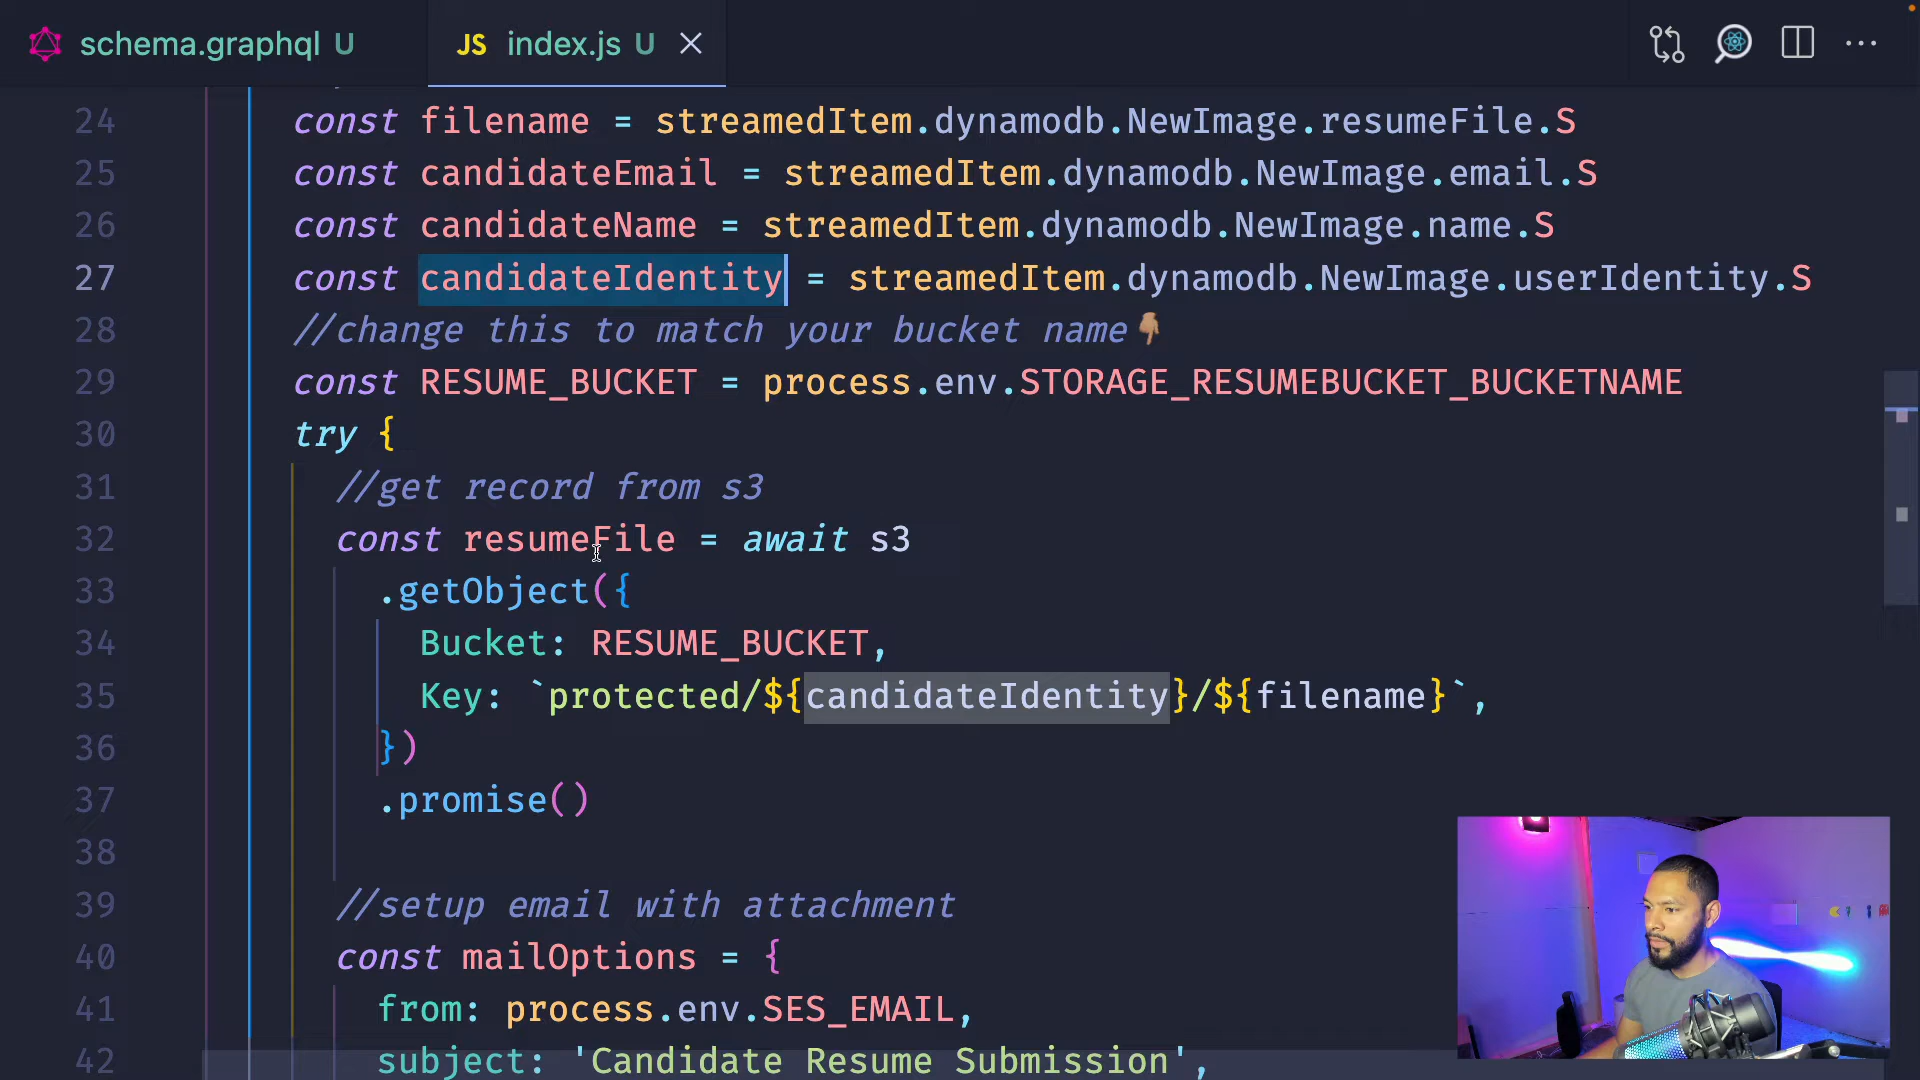 schema.graphql U
JS index.js U
24 const filename = streamedItem.dynamodb.NewImage.resumeFile.S
25 const candidateEmail = streamedItem.dynamodb.NewImage.email.S
26 const candidateName = streamedItem.dynamodb.NewImage.name.S
27 const candidateIdentity = streamedItem.dynamodb.NewImage.userIdentity.S
28 //change this to match your bucket name👇🏽
29 const RESUME_BUCKET = process.env.STORAGE_RESUMEBUCKET_BUCKETNAME
30 try {
31 //get record from s3
32 const resumeFile = await s3
33 .getObject({
34 Bucket: RESUME_BUCKET,
35 Key: `protected/${candidateIdentity}/${filename}`,
36 })
37 .promise()
38
39 //setup email with attachment
40 const mailOptions = {
41 from: process.env.SES_EMAIL,
42 subject: 'Candidate Resume Submission',